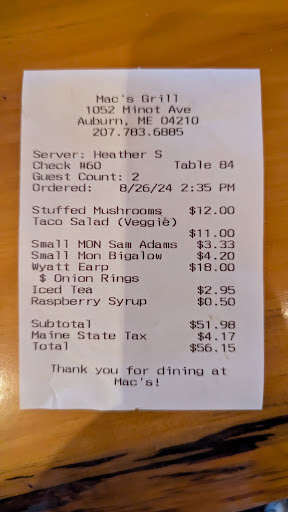 Mac's Grill
1052 Minot Ave
Auburn, ME 04210
207.783.6885
Server: Heather S
Check #60 Table 84
Guest Count: 2
Ordered: 8/26/24 2:35 PM
Stuffed Mushrooms $12.00
Taco Salad (Veggie)
$11.00
Small MON Sam Adams $3.33
Small Mon Bigalow $4.20
Wyatt Earp $18.00
$ Onion Rings
Iced Tea $2.95
Raspberry Syrup $0.50
Subtotal $51.98
Maine State Tax $4.17
Total $56.15
Thank you for dining at
Mac's!